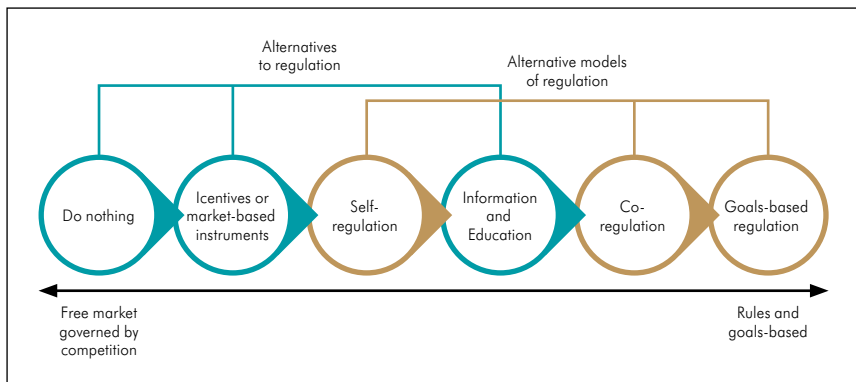 Alternatives
to regulation
Alternative models
of regulation
Do nothing
Icentives or
market-based
instruments
Self-
regulation
Information
and
Education
Co-
regulation
Goals-based
regulation
Free market
governed by
competition
Rules and
goals-based